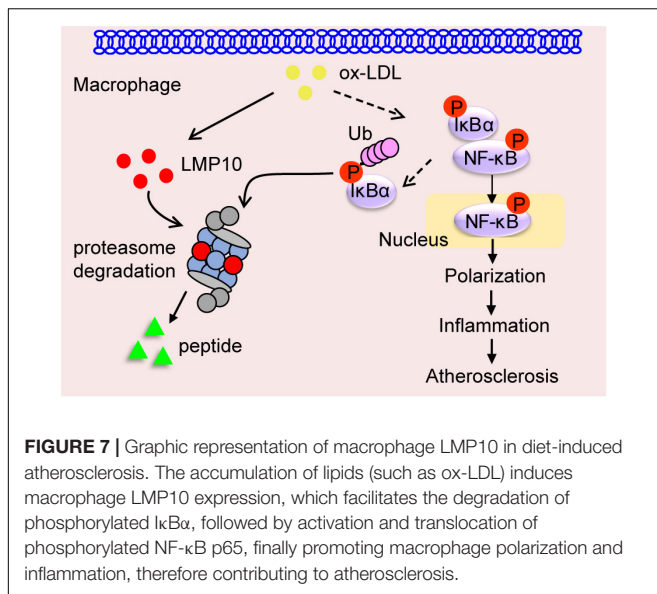 Macrophage
ox-LDL
P
IκBα
P
NF-κB
Ub
P
IκBα
LMP10
P
NF-κB
Nucleus
proteasome
degradation
Polarization
peptide
Inflammation
Atherosclerosis
FIGURE 7 | Graphic representation of macrophage LMP10 in diet-induced
atherosclerosis. The accumulation of lipids (such as ox-LDL) induces
macrophage LMP10 expression, which facilitates the degradation of
phosphorylated IκBα, followed by activation and translocation of
phosphorylated NF-κB p65, finally promoting macrophage polarization and
inflammation, therefore contributing to atherosclerosis.